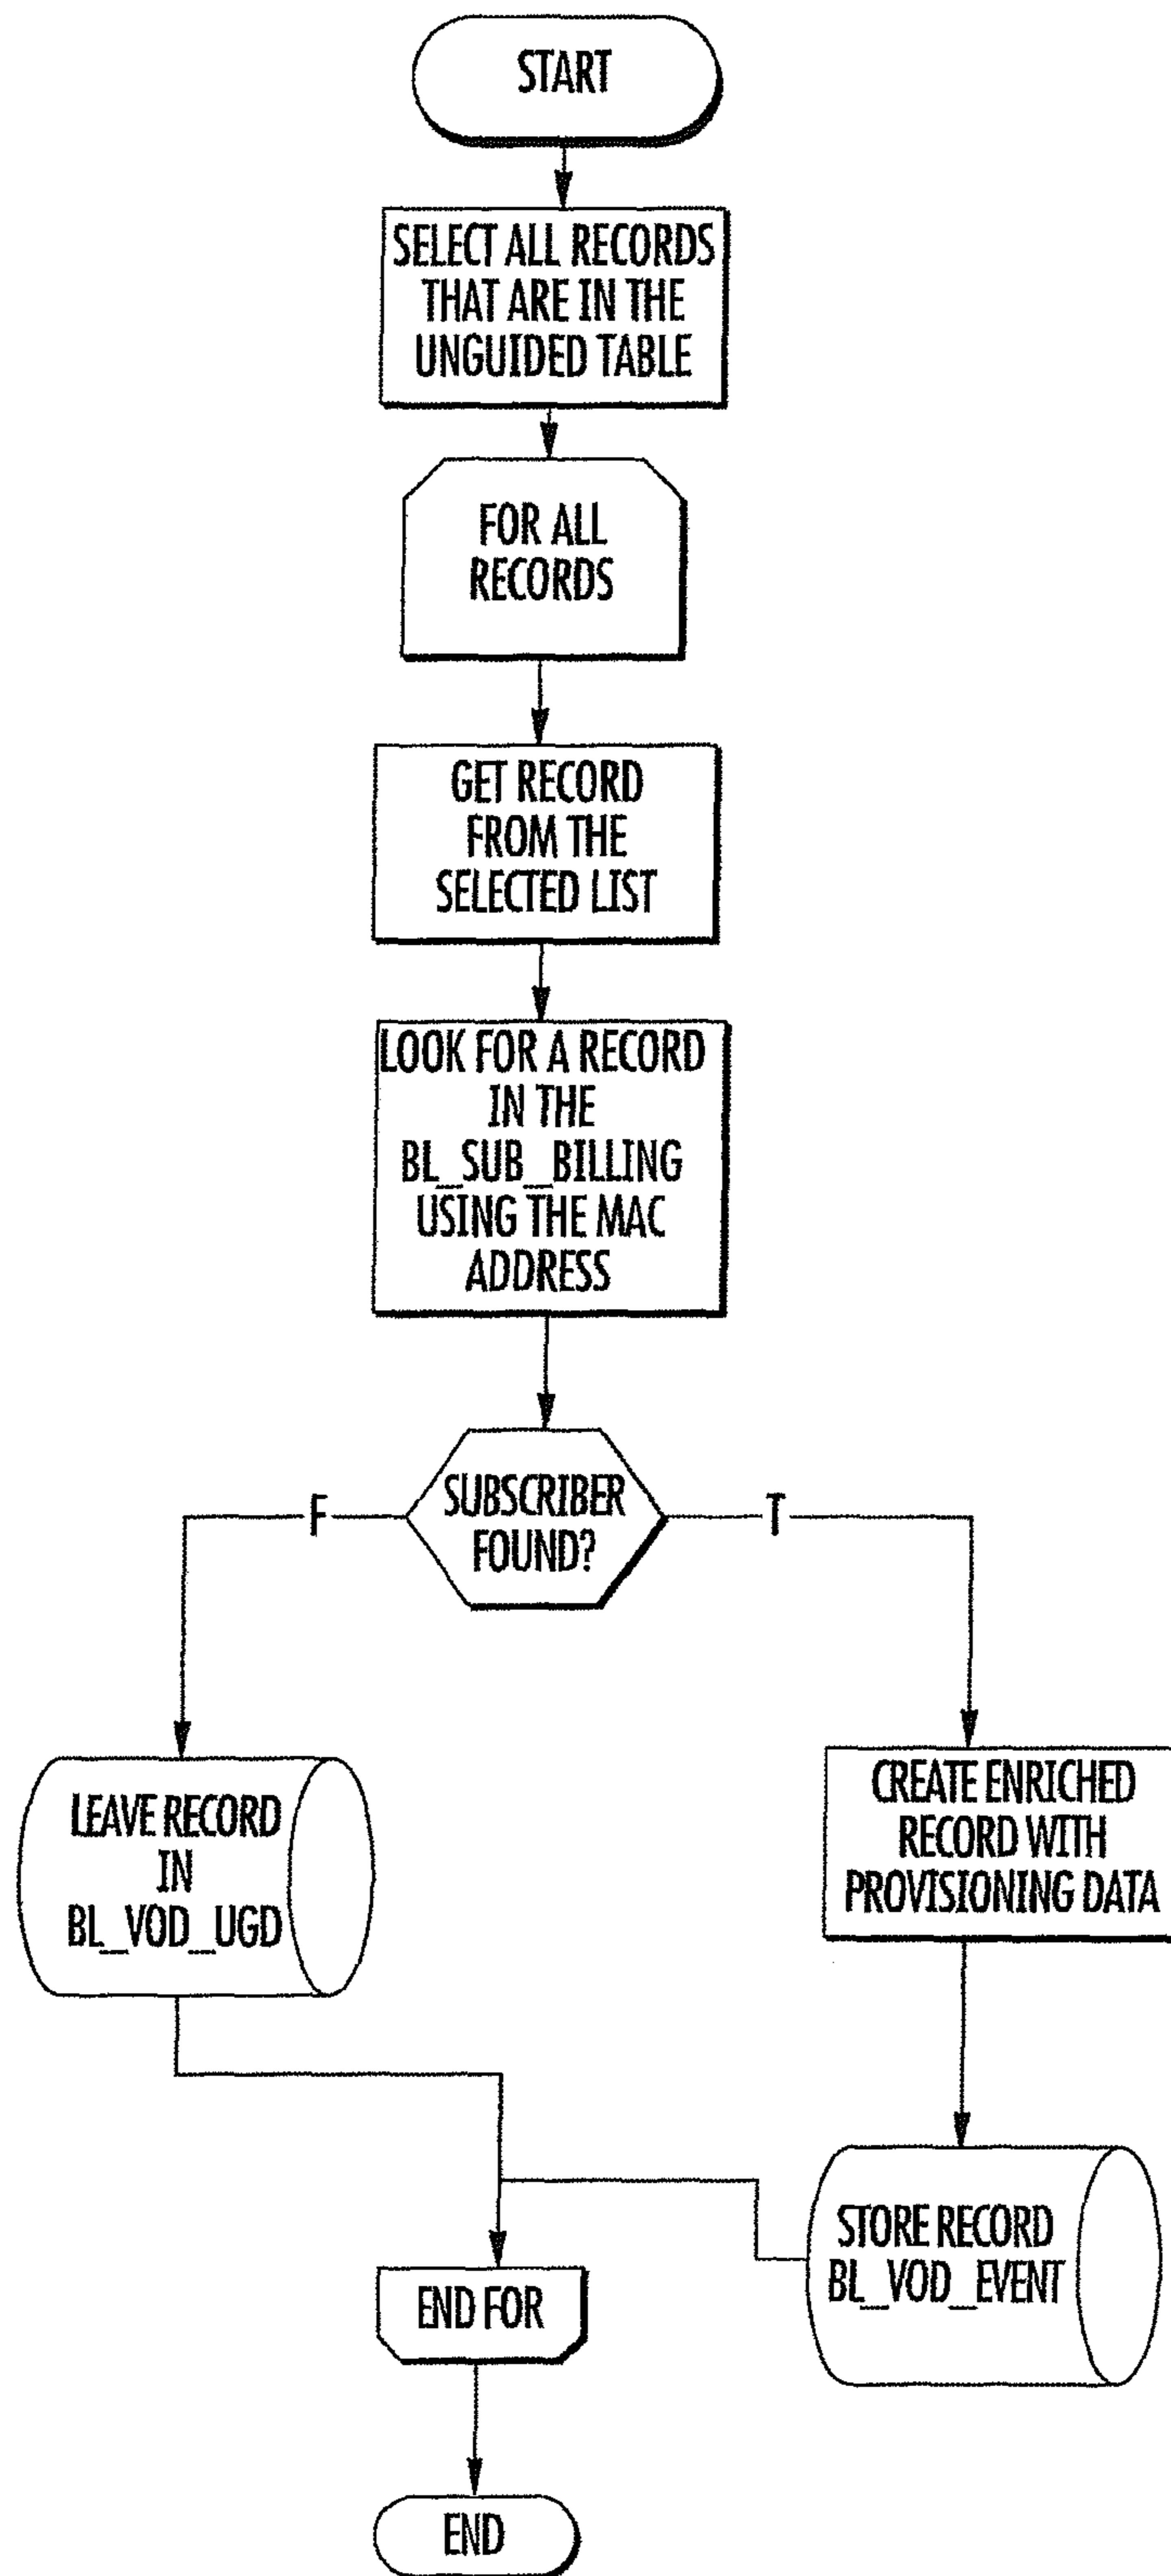 START
SELECT ALL RECORDS
THAT ARE IN THE
UNGUIDED TABLE
FOR ALL
RECORDS
GET RECORD
FROM THE
SELECTED LIST
LOOK FOR A RECORD
IN THE
BL_SUB_BILLING
USING THE MAC
ADDRESS
SUBSCRIBER
FOUND?
F
T
LEAVE RECORD
IN
BL_VOD_UGD
CREATE ENRICHED
RECORD WITH
PROVISIONING DATA
STORE RECORD
BL_VOD_EVENT
END FOR
END